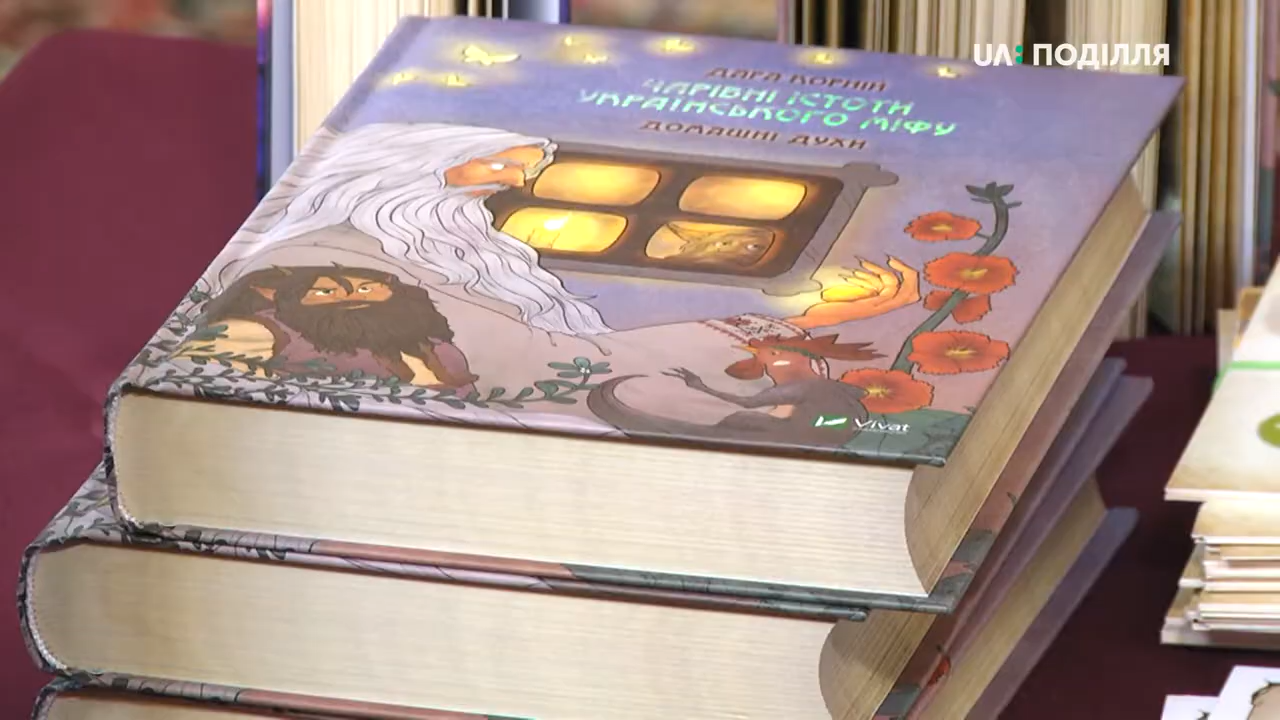 UA: ПОДІЛЛЯ
ДАРА КОРНІЙ
ЧАРІВНІ ІСТОТИ
УКРАЇНСЬКОГО МІФУ
ДОМАШНІ ДУХИ
Vivat